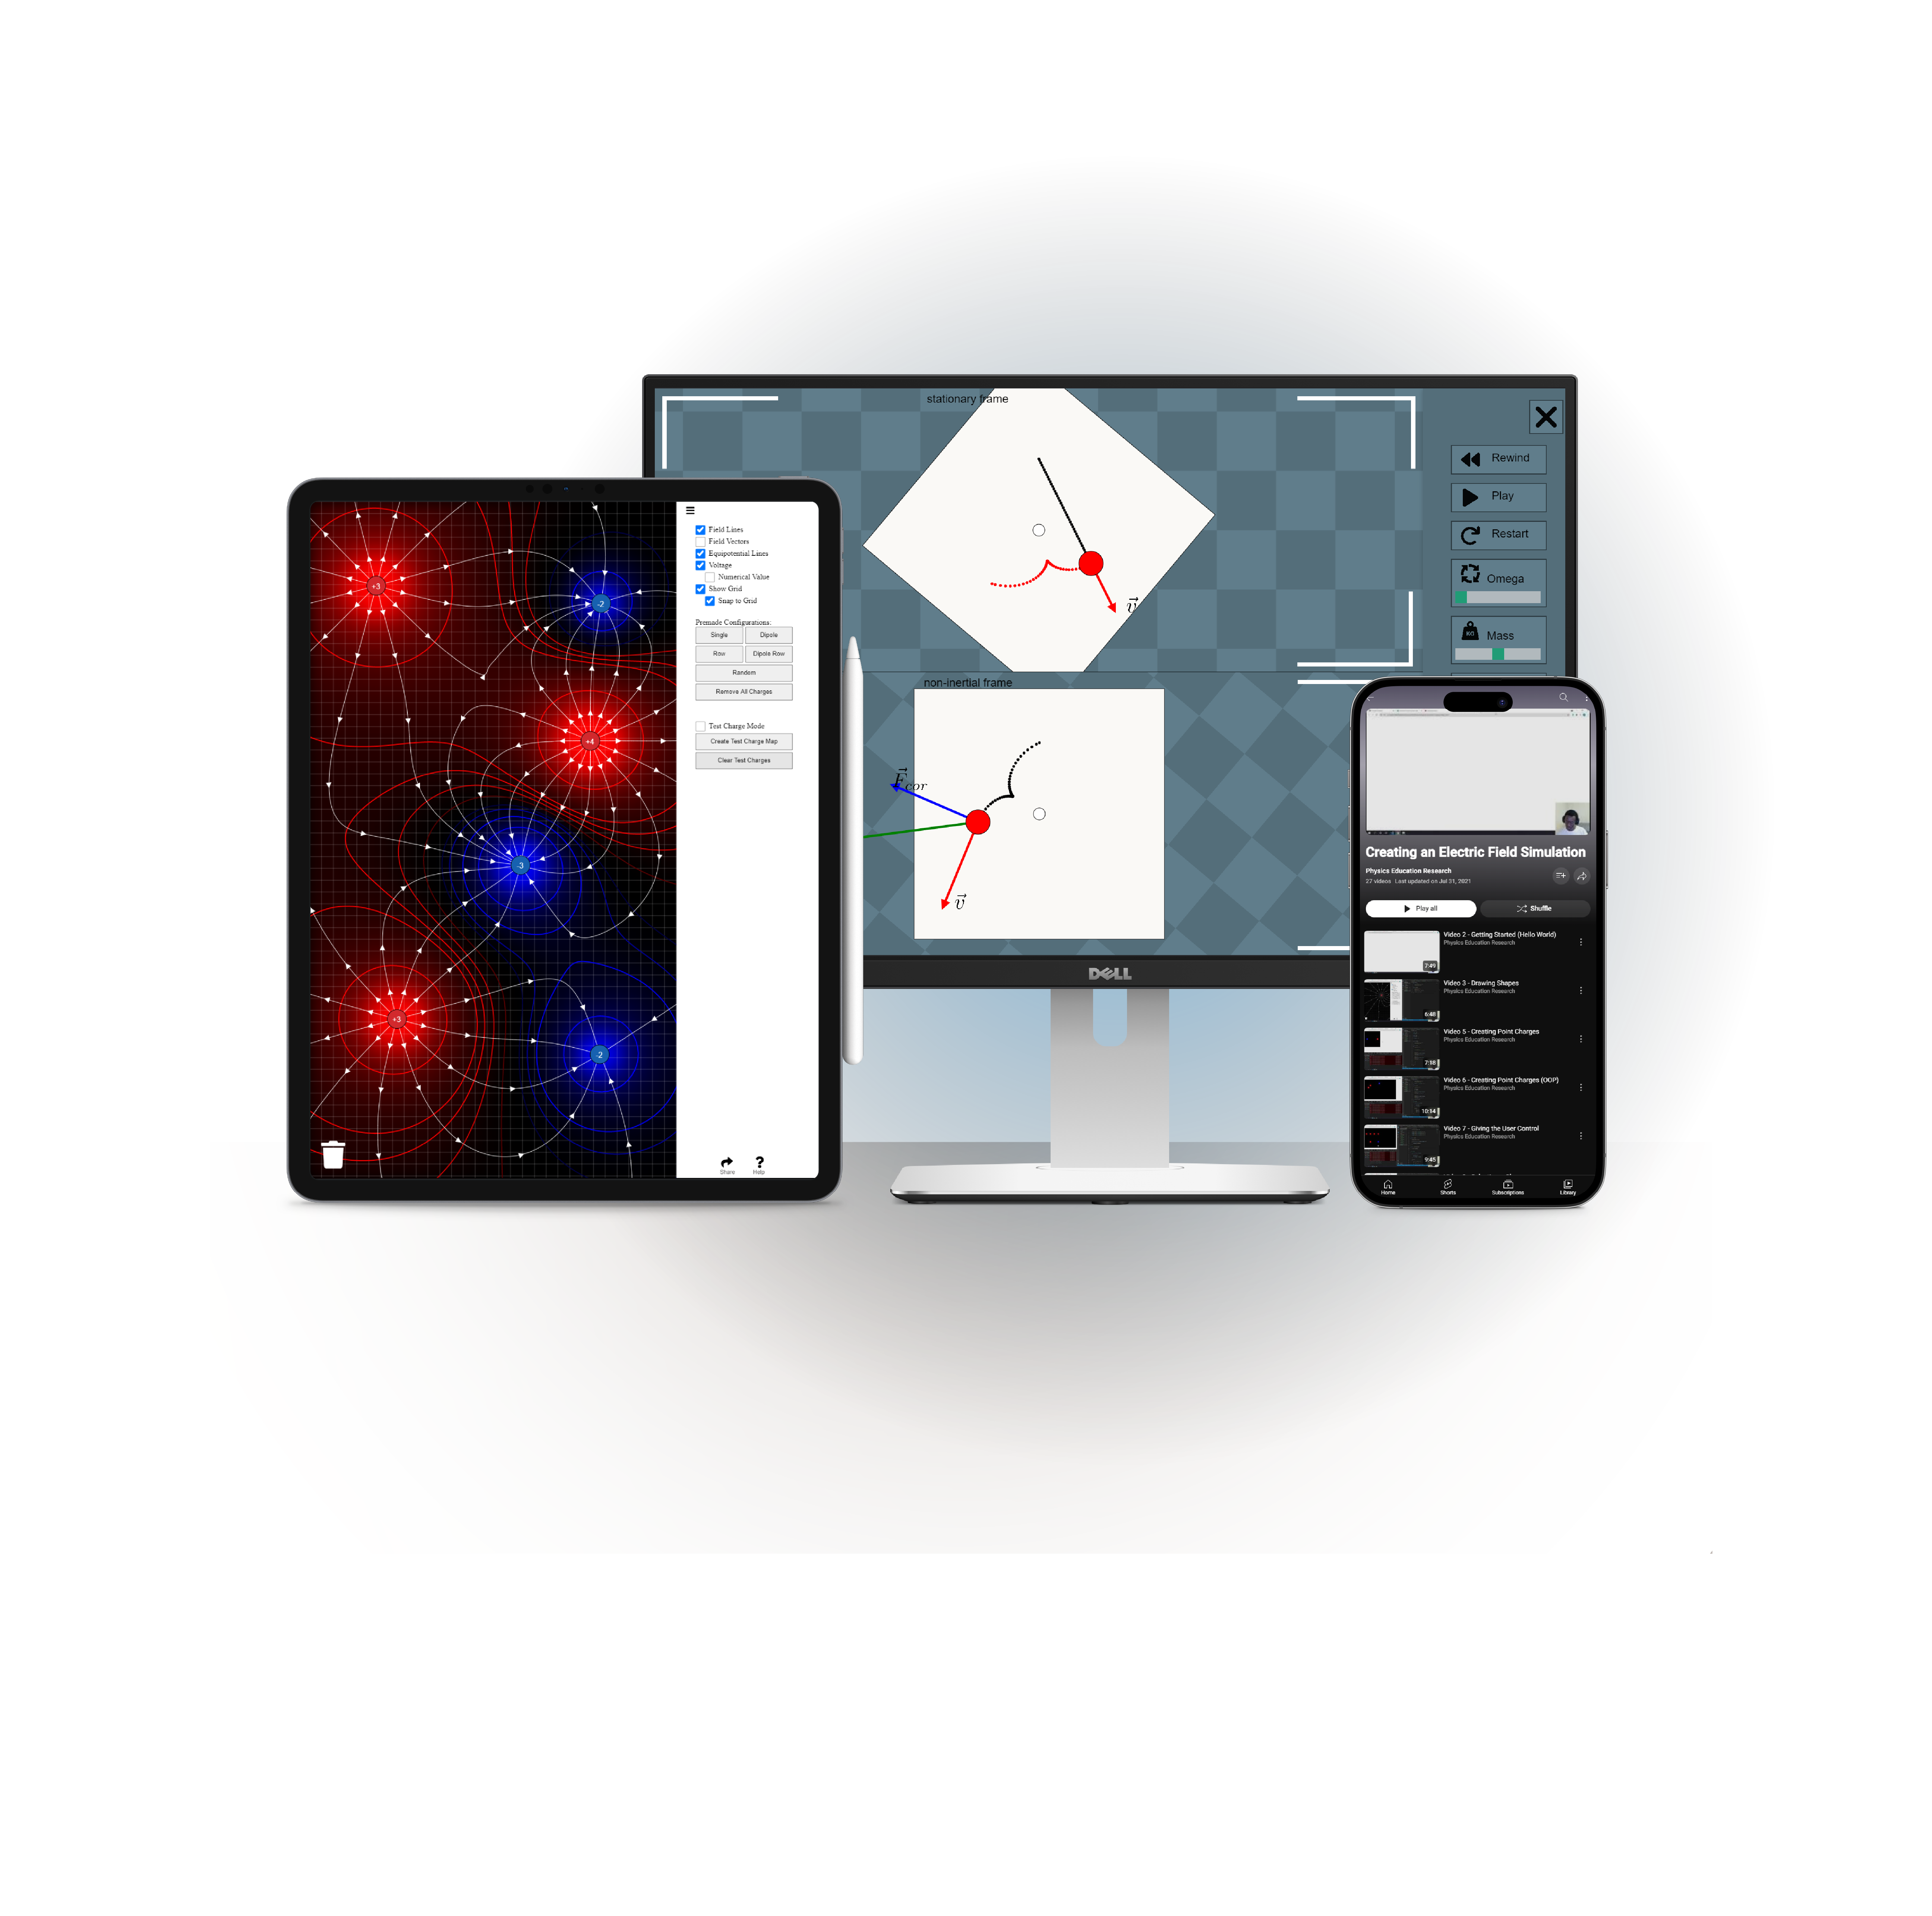 stationary frame
v
Rewind
Play
Restart
Omega
KG
Mass
non-inertial frame
F cor
v
DELL
+3
-2
+4
-3
+3
-2
Field Lines
Field Vectors
Equipotential Lines
Voltage
Numerical Value
Show Grid
Snap to Grid
Premade Configurations:
Single
Dipole
Row
Dipole Row
Random
Remove All Charges
Test Charge Mode
Create Test Charge Map
Clear Test Charges
Share
Help
Creating an Electric Field Simulation
Physics Education Research
27 videos Last updated on Jul 31, 2021
Play all
Shuffle
Video 2 - Getting Started (Hello World)
Physics Education Research
7:49
Video 3 - Drawing Shapes
Physics Education Research
6:48
Video 5 - Creating Point Charges
Physics Education Research
7:18
Video 6 - Creating Point Charges (OOP)
Physics Education Research
10:14
Video 7 - Giving the User Control
Physics Education Research
9:45
Home
Shorts
Subscriptions
Library